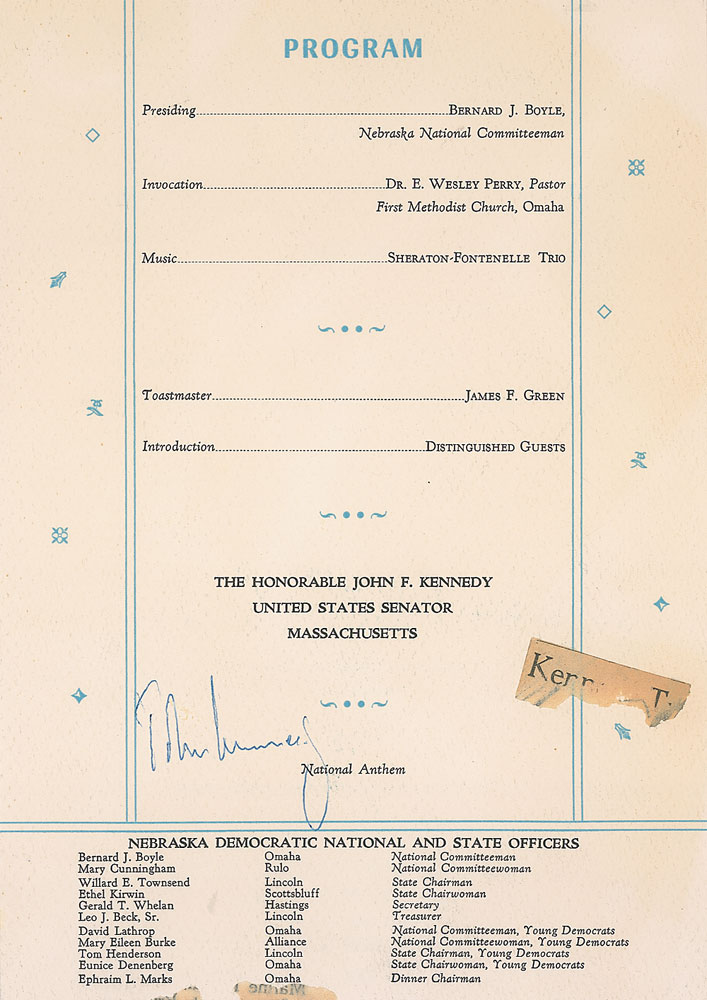 PROGRAM
Presiding BERNARD J. BOYLE,
Nebraska National Committeeman
Invocation DR. E. WESLEY PERRY, Pastor
First Methodist Church, Omaha
Music SHERATON-FONTENELLE TRIO
Toastmaster JAMES F. GREEN
Introduction DISTINGUISHED GUESTS
THE HONORABLE JOHN F. KENNEDY
UNITED STATES SENATOR
MASSACHUSETTS
National Anthem
NEBRASKA DEMOCRATIC NATIONAL AND STATE OFFICERS
Bernard J. Boyle Omaha National Committeeman
Mary Cunningham Rulo National Committeewoman
Willard E. Townsend Lincoln State Chairman
Ethel Kirwin Scottsbluff State Chairwoman
Gerald T. Whelan Hastings Secretary
Leo J. Beck, Sr. Lincoln Treasurer
David Lathrop Omaha National Committeeman, Young Democrats
Mary Eileen Burke Alliance National Committeewoman, Young Democrats
Tom Henderson Lincoln State Chairman, Young Democrats
Eunice Denenberg Omaha State Chairwoman, Young Democrats
Ephraim L. Marks Omaha Dinner Chairman